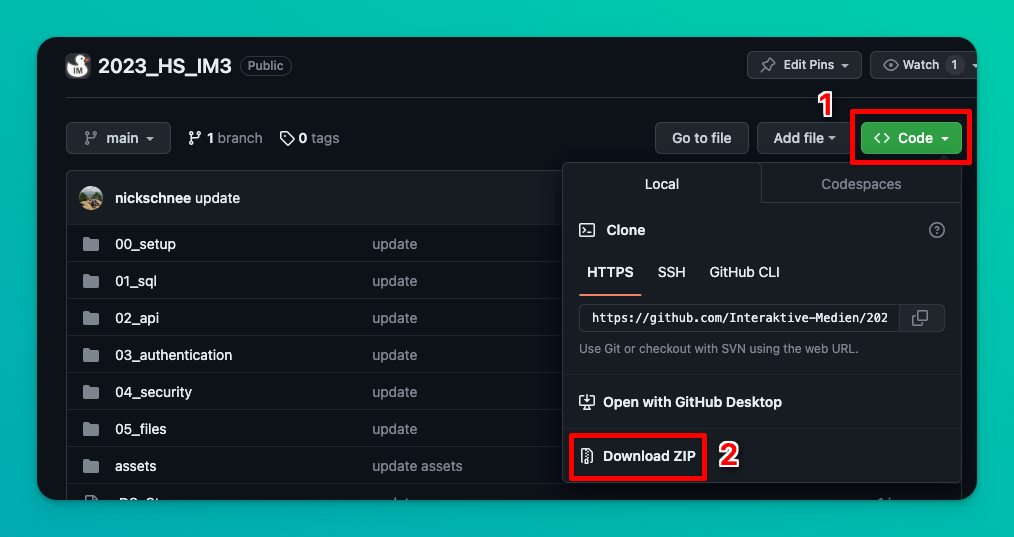 IM
2023_HS_IM3 Public
Edit Pins
Watch 1
1
main
1 branch
0 tags
Go to file
Add file
Code
nickschnee update
Local
Codespaces
Clone
00_setup update
HTTPS SSH GitHub CLI
01_sql update
https://github.com/Interaktive-Medien/202
02_api update
Use Git or checkout with SVN using the web URL.
03_authentication update
04_security update
Open with GitHub Desktop
05_files update
Download ZIP
2
assets update assets